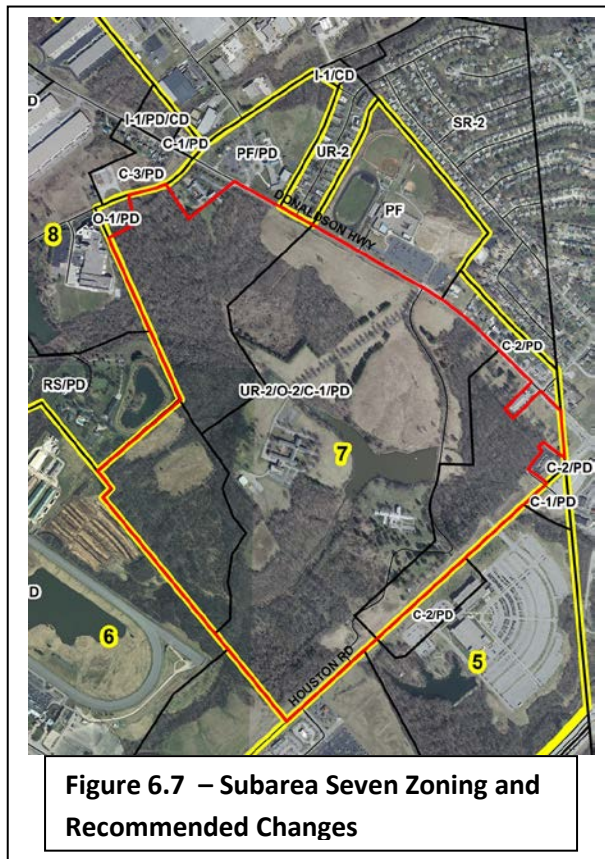 I-1/CD
D
I-1/PD/CD
SR-2
C-1/PD
PF/PD
UR-2
C-3/PD
O-1/PD
PF
DONALDSON HWY
8
C-2/PD
RS/PD
UR-2/O-2/C-1/PD
7
C-2/PD
C-1/PD
D
6
C-2/PD
HOUSTON RD
5
Figure 6.7 – Subarea Seven Zoning and
Recommended Changes